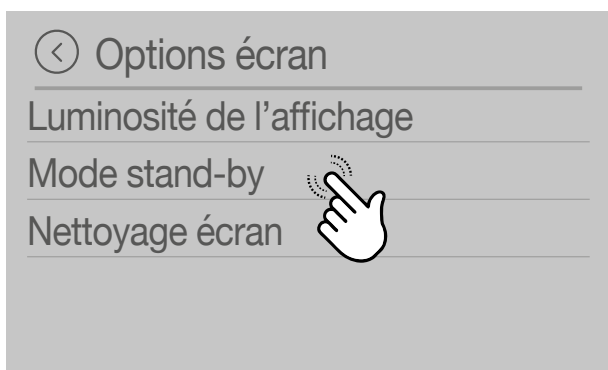 Options écran
Luminosité de l’affichage
Mode stand-by
Nettoyage écran